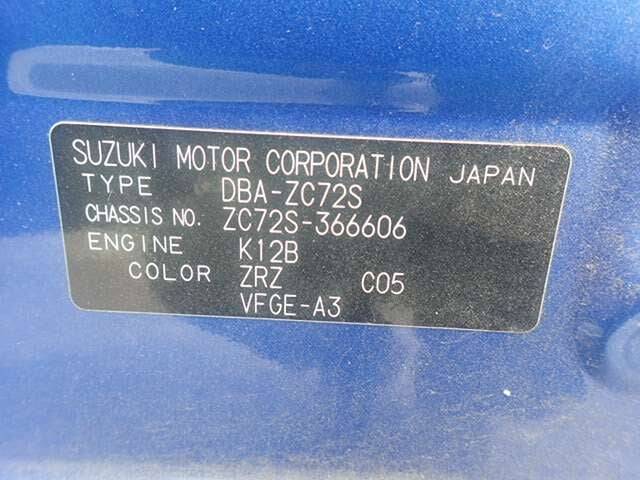 SUZUKI MOTOR CORPORATION JAPAN
TYPE DBA-ZC72S
CHASSIS NO. ZC72S-366606
ENGINE K12B
COLOR ZRZ C05
VFGE-A3